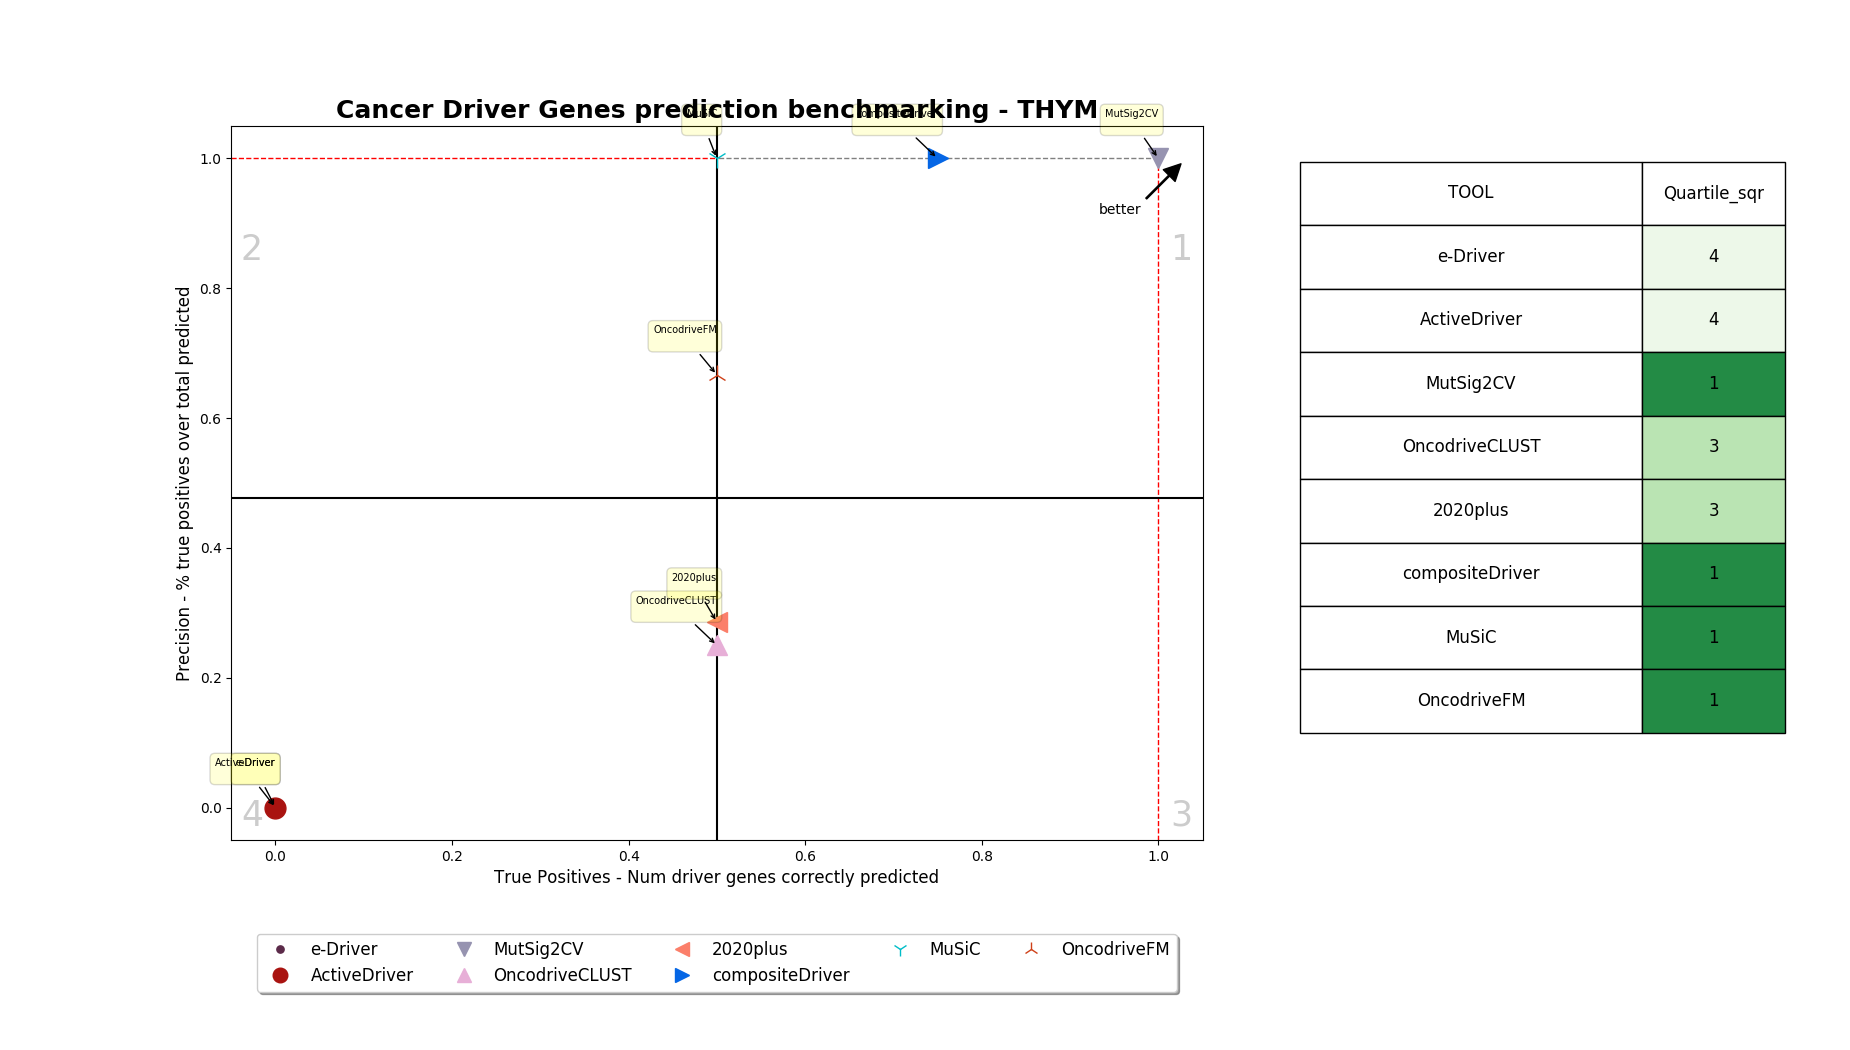 Cancer Driver Genes prediction benchmarking - THYM
MuSiC
compositeDriver
MutSig2CV
better
2
1
OncodriveFM
2020plus
OncodriveCLUST
ActiveDriver
e-Driver
4
3
1.0
0.8
0.6
0.4
0.2
0.0
Precision - % true positives over total predicted
0.0 0.2 0.4 0.6 0.8 1.0
True Positives - Num driver genes correctly predicted
e-Driver MutSig2CV 2020plus MuSiC OncodriveFM
ActiveDriver OncodriveCLUST compositeDriver
TOOL Quartile_sqr
e-Driver 4
ActiveDriver 4
MutSig2CV 1
OncodriveCLUST 3
2020plus 3
compositeDriver 1
MuSiC 1
OncodriveFM 1